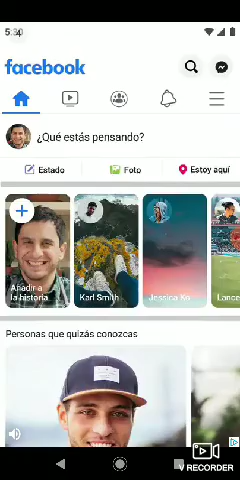 5:30
facebook
¿Qué estás pensando?
Estado
Foto
Estoy aquí
Añadir a
la historia
Karl Smith
Jessica Ko
Lance
Personas que quizás conozcas
V RECORDER